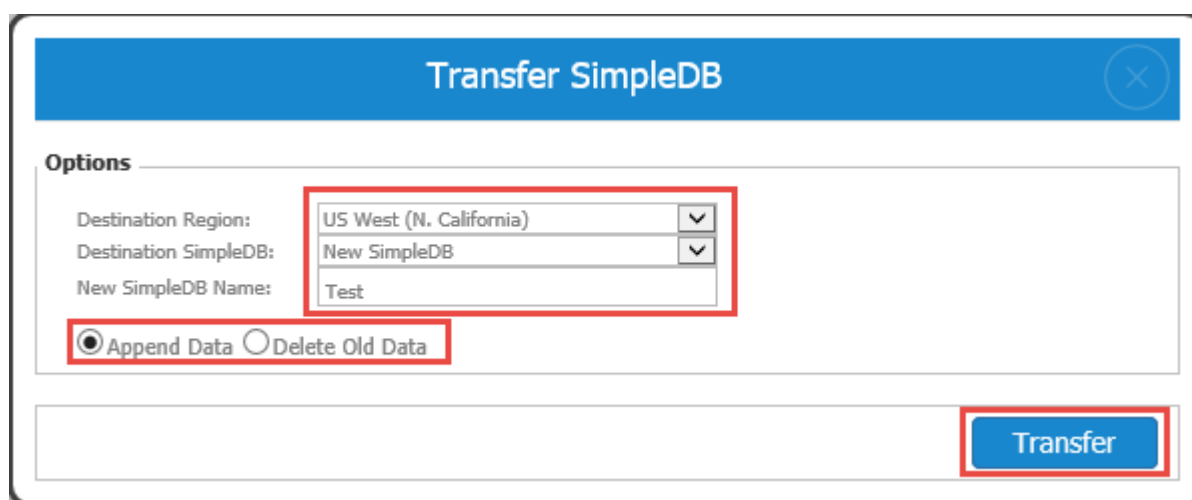 Transfer SimpleDB
Options
Destination Region: US West (N. California)
Destination SimpleDB: New SimpleDB
New SimpleDB Name: Test
Append Data Delete Old Data
Transfer